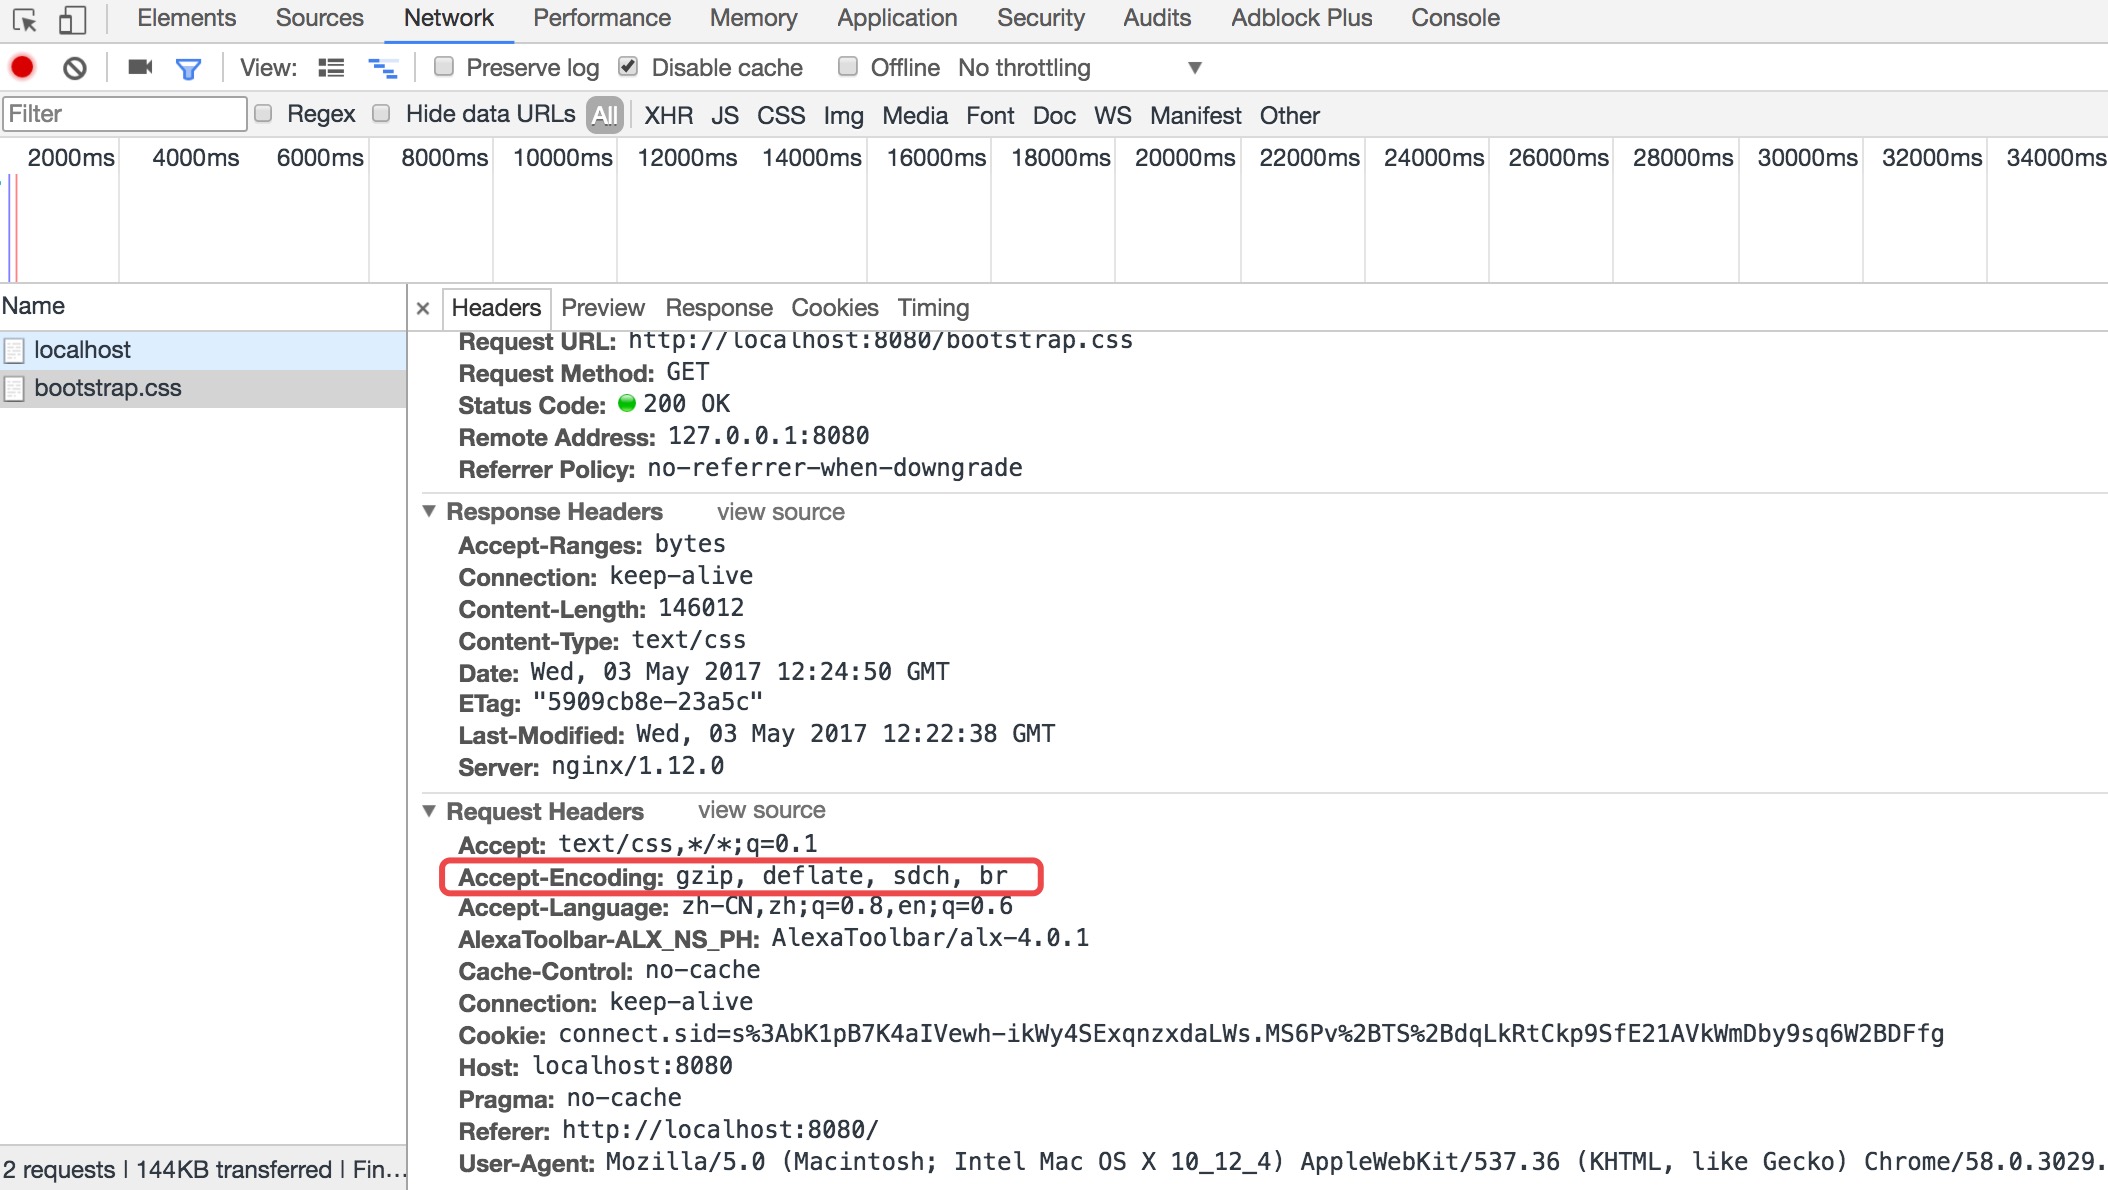 Elements Sources Network Performance Memory Application Security Audits Adblock Plus Console
View: Preserve log Disable cache Offline No throttling
Filter Regex Hide data URLs All XHR JS CSS Img Media Font Doc WS Manifest Other
2000ms 4000ms 6000ms 8000ms 10000ms 12000ms 14000ms 16000ms 18000ms 20000ms 22000ms 24000ms 26000ms 28000ms 30000ms 32000ms 34000ms
Name
localhost
bootstrap.css
2 requests | 144KB transferred | Fin...
× Headers Preview Response Cookies Timing
Request URL: http://localhost:8080/bootstrap.css
Request Method: GET
Status Code: 200 OK
Remote Address: 127.0.0.1:8080
Referrer Policy: no-referrer-when-downgrade
Response Headers view source
Accept-Ranges: bytes
Connection: keep-alive
Content-Length: 146012
Content-Type: text/css
Date: Wed, 03 May 2017 12:24:50 GMT
ETag: "5909cb8e-23a5c"
Last-Modified: Wed, 03 May 2017 12:22:38 GMT
Server: nginx/1.12.0
Request Headers view source
Accept: text/css,*/*;q=0.1
Accept-Encoding: gzip, deflate, sdch, br
Accept-Language: zh-CN,zh;q=0.8,en;q=0.6
AlexaToolbar-ALX_NS_PH: AlexaToolbar/alx-4.0.1
Cache-Control: no-cache
Connection: keep-alive
Cookie: connect.sid=s%3AbK1pB7K4aIVewh-ikWy4SExqnzxdaLWs.MS6Pv%2BTS%2BdqLkRtCkp9SfE21AVkWmDby9sq6W2BDFfg
Host: localhost:8080
Pragma: no-cache
Referer: http://localhost:8080/
User-Agent: Mozilla/5.0 (Macintosh; Intel Mac OS X 10_12_4) AppleWebKit/537.36 (KHTML, like Gecko) Chrome/58.0.3029.